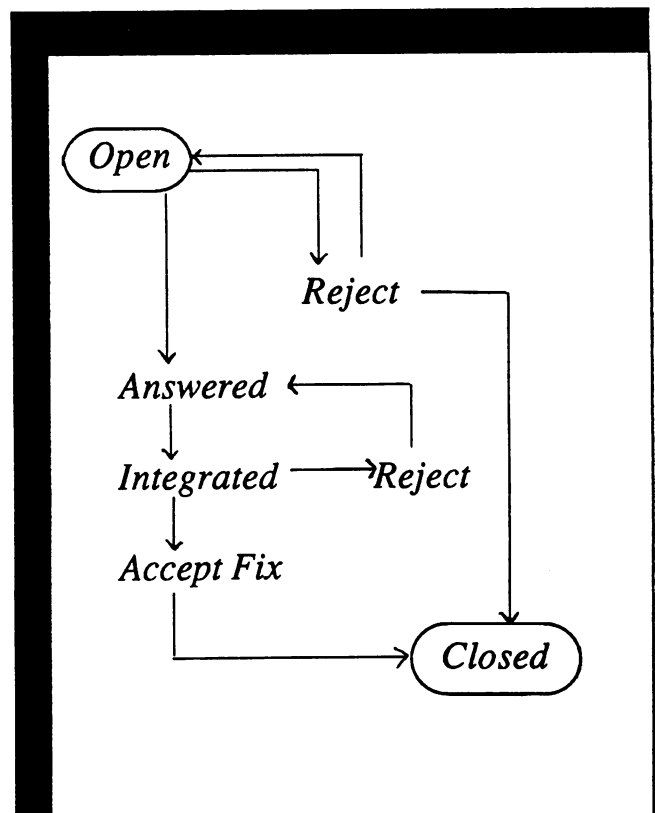 Open
Reject
Answered
Integrated
Reject
Accept Fix
Closed